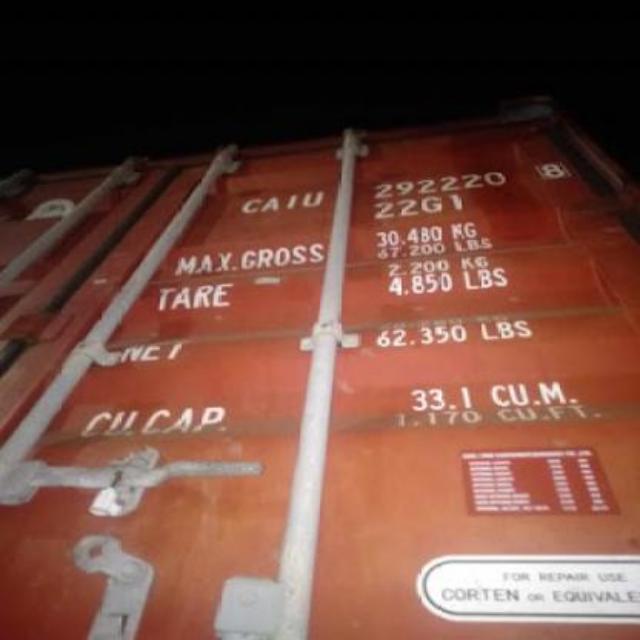 CAIU 292220 8
22G1
MAX.GROSS 30.480 KG
67.200 LBS
TARE 2.200 KG
4.850 LBS
NET
62.350 LBS
CU.CAP. 33.1 CU.M.
1.170 CU.FT.
FOR REPAIR USE
CORTEN OR EQUIVALE